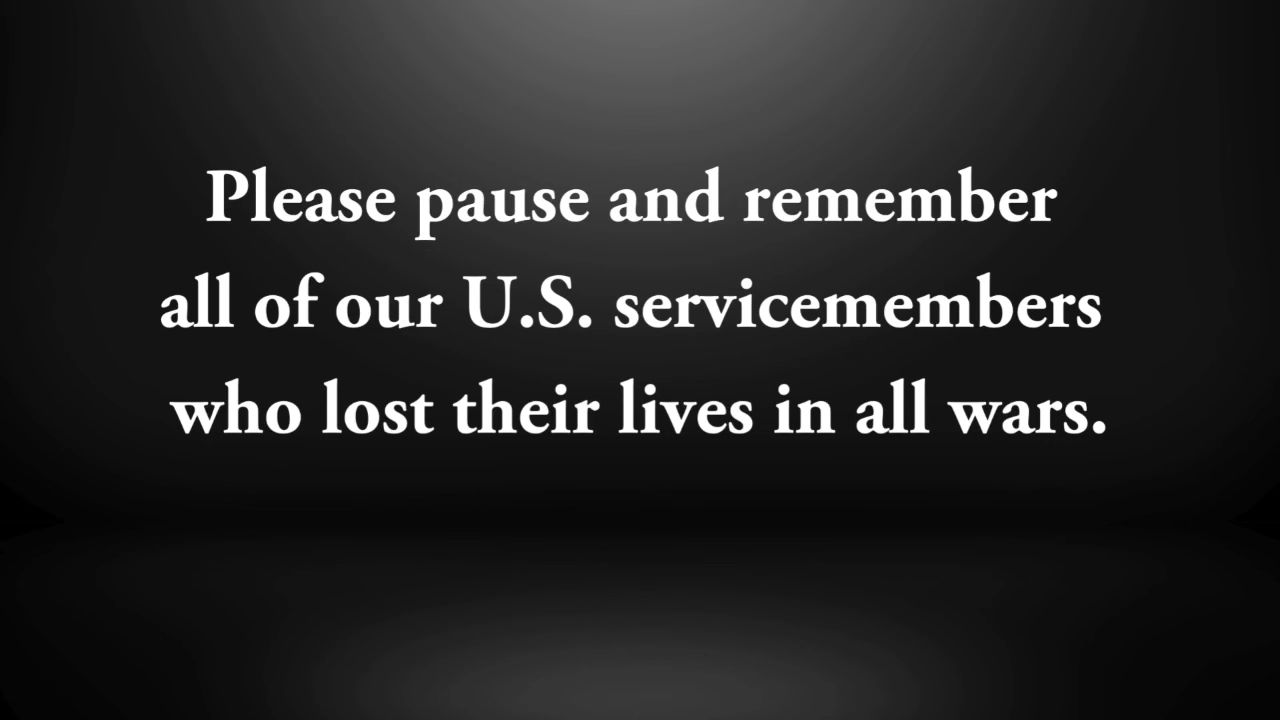 Please pause and remember
all of our U.S. servicemembers
who lost their lives in all wars.